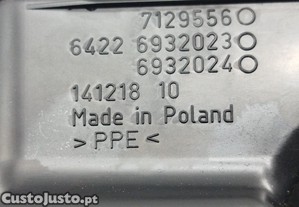 7129556
6422 6932023
6932024
141218 10
Made in Poland
>PPE<
CustoJusto.pt